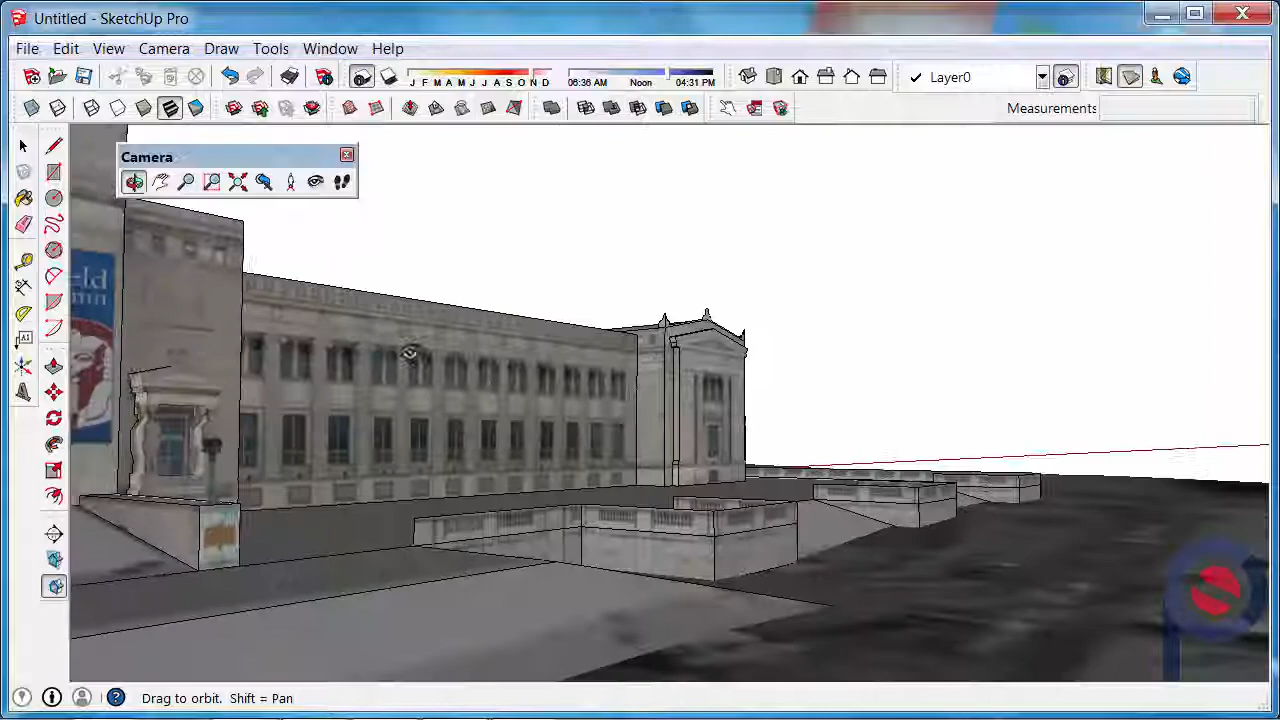 Untitled - SketchUp Pro
File Edit View Camera Draw Tools Window Help
J F M A M J J A S O N D
06:36 AM Noon 04:31 PM
Layer0
Measurements
Camera
eld
Drag to orbit. Shift = Pan